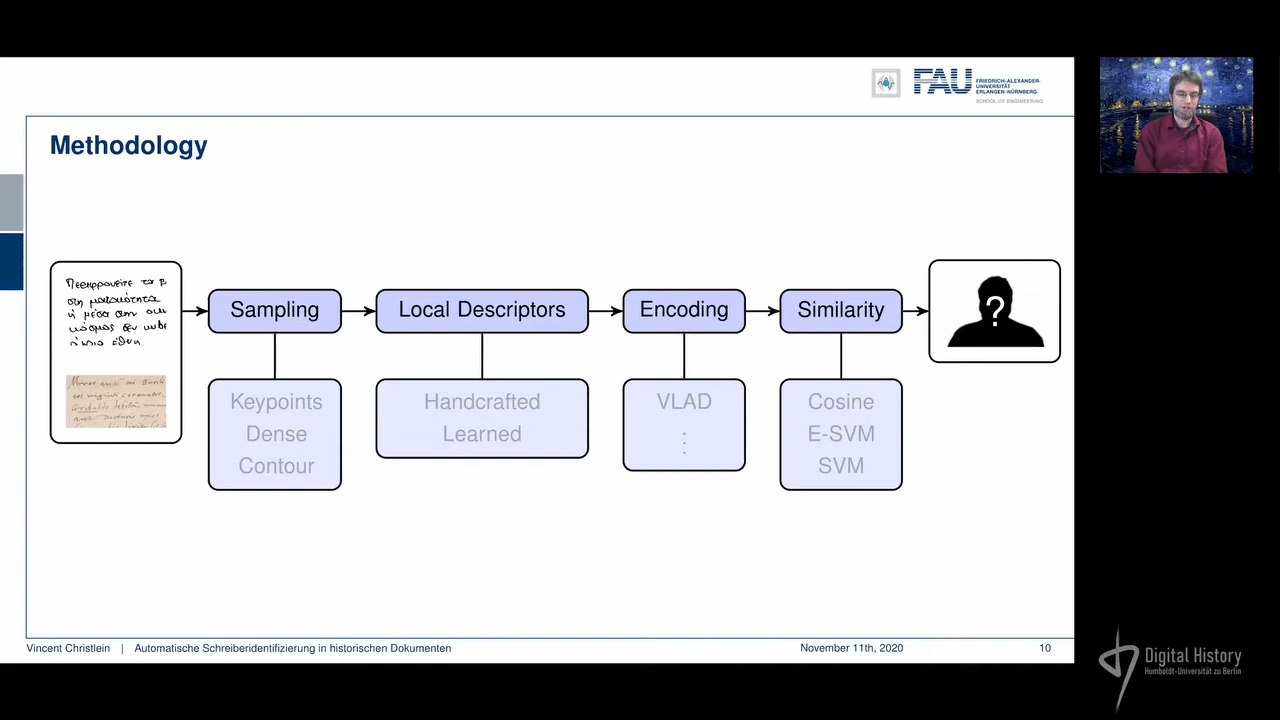 FAU
FRIEDRICH-ALEXANDER-
UNIVERSITÄT
ERLANGEN-NÜRNBERG
SCHOOL OF ENGINEERING
Methodology
Sampling
Local Descriptors
Encoding
Similarity
?
Keypoints
Dense
Contour
Handcrafted
Learned
VLAD
⋮
Cosine
E-SVM
SVM
Vincent Christlein | Automatische Schreiberidentifizierung in historischen Dokumenten
November 11th, 2020
10
Digital History
Humboldt-Universität zu Berlin